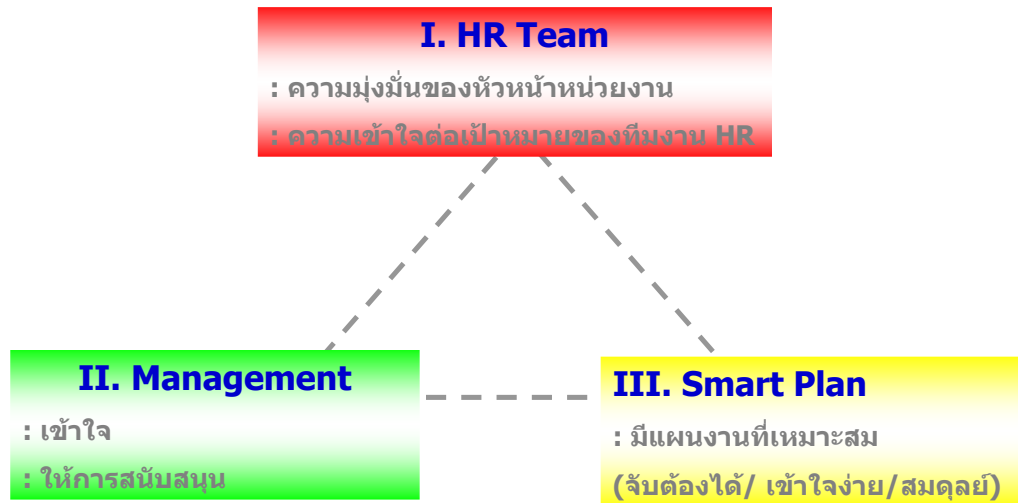 I. HR Team
: ความมุ่งมั่นของหัวหน้าหน่วยงาน
: ความเข้าใจต่อเป้าหมายของทีมงาน HR
II. Management
: เข้าใจ
: ให้การสนับสนุน
III. Smart Plan
: มีแผนงานที่เหมาะสม
(จับต้องได้/ เข้าใจง่าย/สมดุลย์)